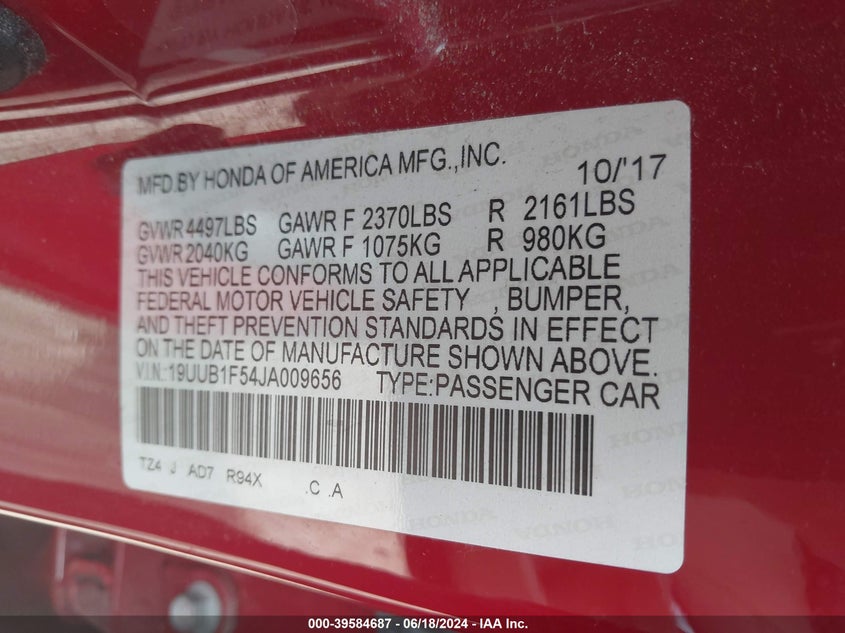 MFD.BY HONDA OF AMERICA MFG.,INC. 10/'17
GVWR 4497LBS GAWR F 2370LBS R 2161LBS
GVWR 2040KG GAWR F 1075KG R 980KG
THIS VEHICLE CONFORMS TO ALL APPLICABLE
FEDERAL MOTOR VEHICLE SAFETY , BUMPER,
AND THEFT PREVENTION STANDARDS IN EFFECT
ON THE DATE OF MANUFACTURE SHOWN ABOVE.
VIN:19UUB1F54JA009656 TYPE:PASSENGER CAR
TZ4 J AD7 R94X .C .A
HONDA
000-39584687 - 06/18/2024 - IAA Inc.